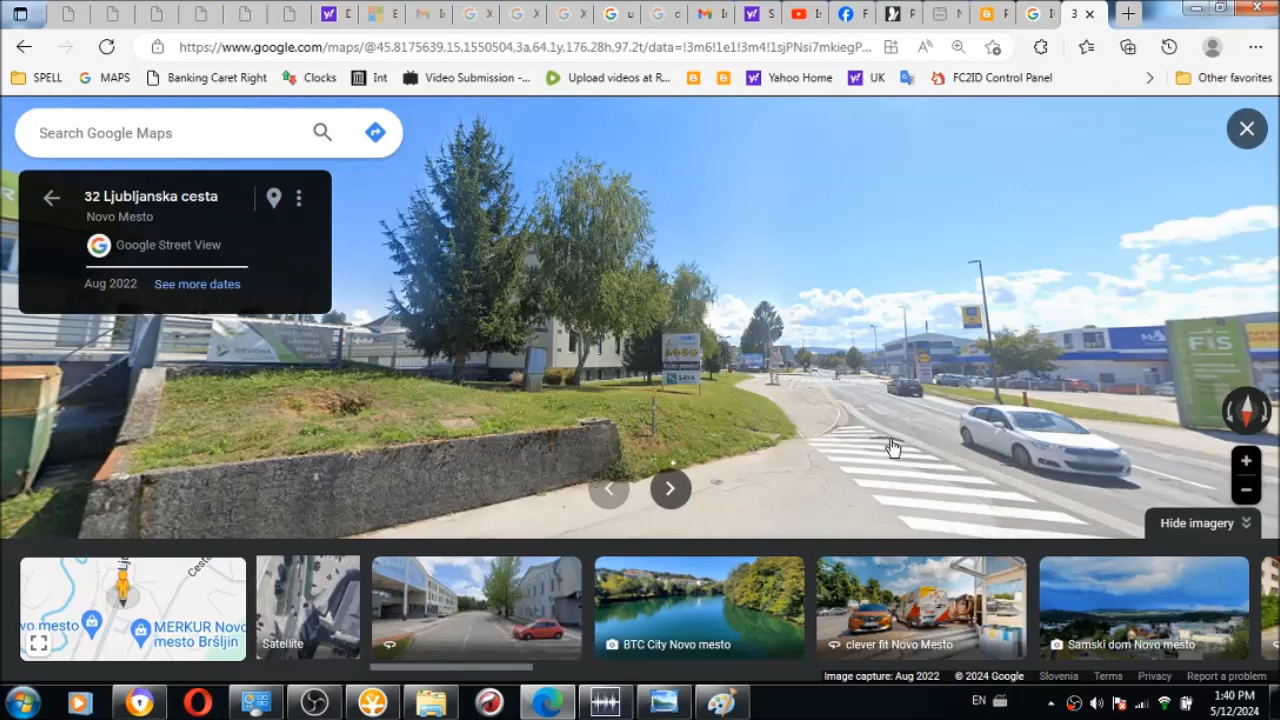 https://www.google.com/maps/@45.8175639,15.1550504,3a,64.1y,176.28h,97.2t/data=!3m6!1e1!3m4!1sjPNsi7mkiegP...
SPELL
MAPS
Banking Caret Right
Clocks
Int
Video Submission -...
Upload videos at R...
Yahoo Home
UK
FC2ID Control Panel
Other favorites
Search Google Maps
32 Ljubljanska cesta
Novo Mesto
Google Street View
Aug 2022
See more dates
SAVA
FIS
Hide imagery
Ces
vo mesto
MERKUR Novo
mesto Bršljin
Satellite
BTC City Novo mesto
clever fit Novo Mesto
Samski dom Novo mesto
Image capture: Aug 2022
© 2024 Google
Slovenia
Terms
Privacy
Report a problem
EN
1:40 PM
5/12/2024